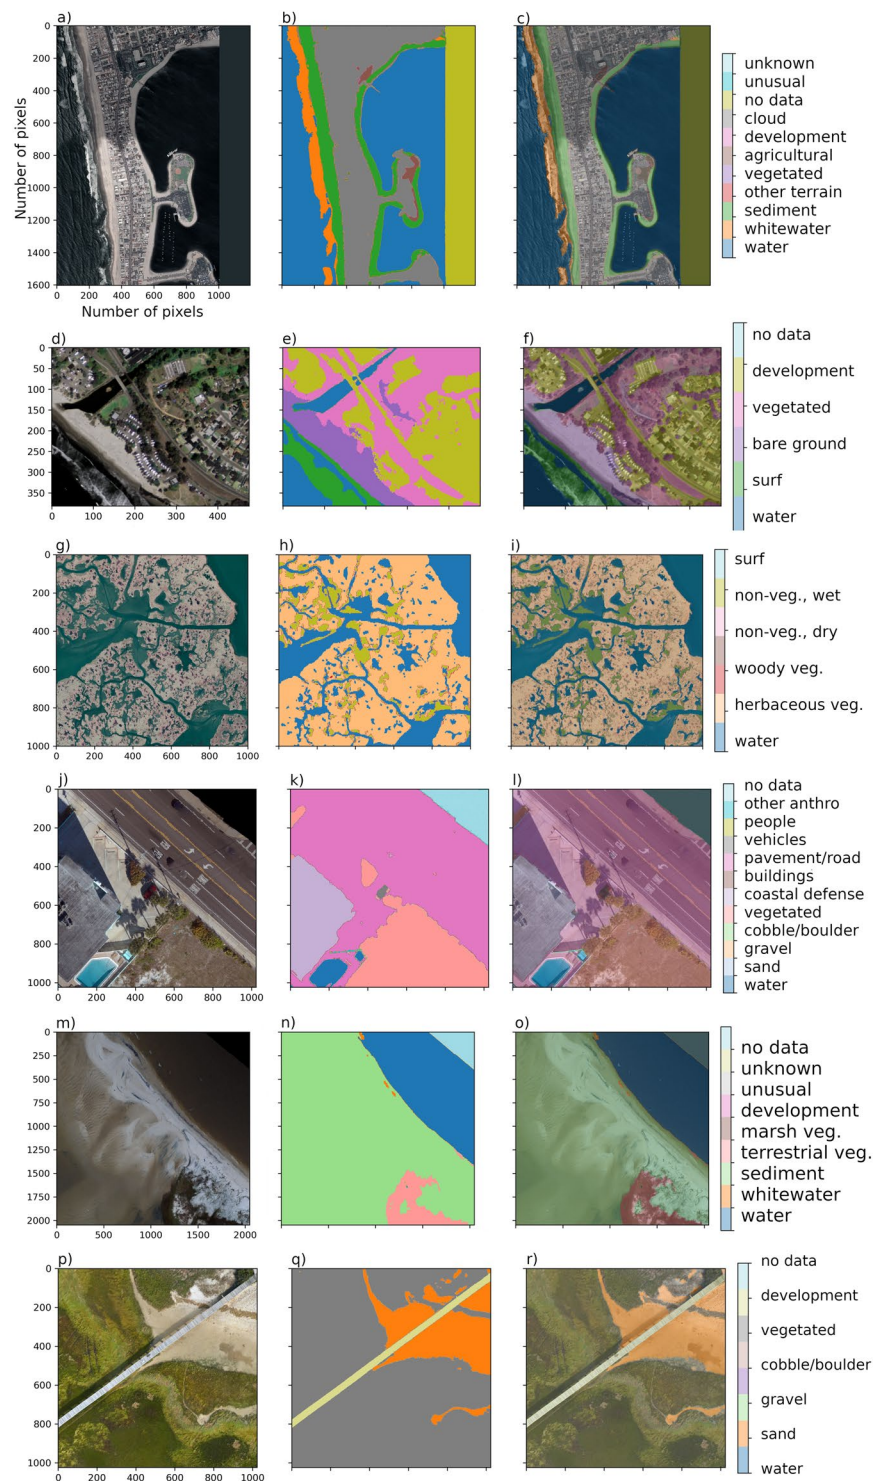 a)
b)
c)
0
200
400
600
800
1000
1200
1400
1600
Number of pixels
0 200 400 600 800 1000
Number of pixels
unknown
unusual
no data
cloud
development
agricultural
vegetated
other terrain
sediment
whitewater
water
d)
e)
f)
0
50
100
150
200
250
300
350
0 100 200 300 400
no data
development
vegetated
bare ground
surf
water
g)
h)
i)
0
200
400
600
800
1000
0 200 400 600 800 1000
surf
non-veg., wet
non-veg., dry
woody veg.
herbaceous veg.
water
j)
k)
l)
0
200
400
600
800
1000
0 200 400 600 800 1000
no data
other anthro
people
vehicles
pavement/road
buildings
coastal defense
vegetated
cobble/boulder
gravel
sand
water
m)
n)
o)
0
250
500
750
1000
1250
1500
1750
2000
0 500 1000 1500 2000
no data
unknown
unusual
development
marsh veg.
terrestrial veg.
sediment
whitewater
water
p)
q)
r)
0
200
400
600
800
1000
0 200 400 600 800 1000
no data
development
vegetated
cobble/boulder
gravel
sand
water